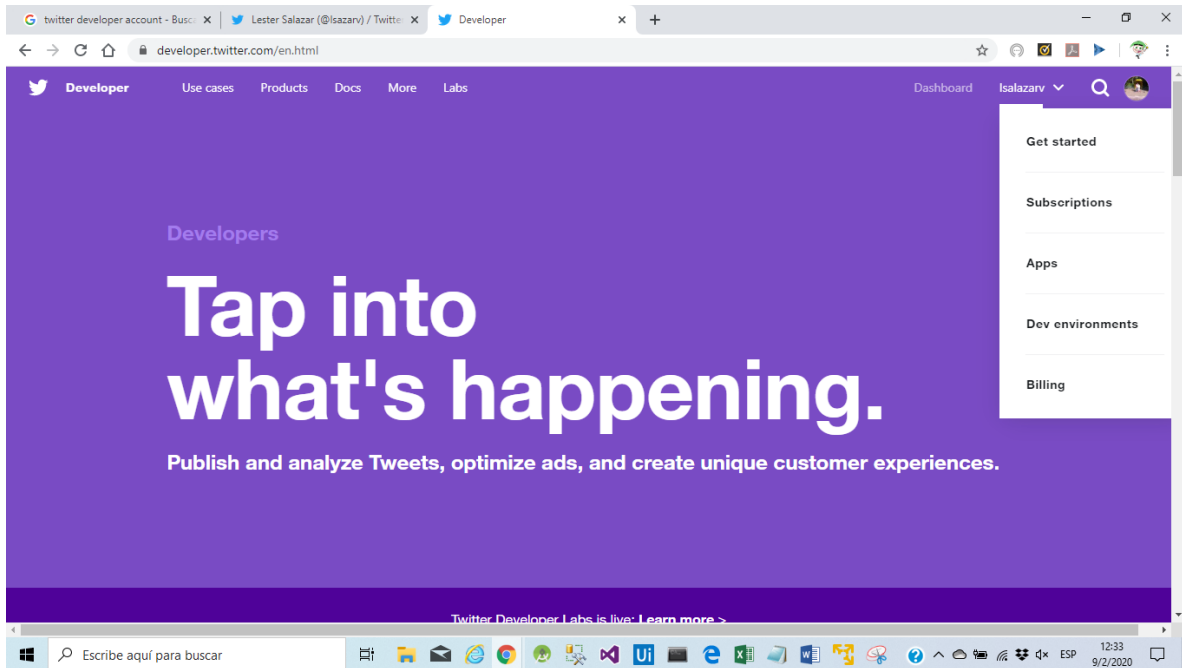 twitter developer account - Busc
Lester Salazar (@lsazarv) / Twitte
Developer
developer.twitter.com/en.html
Developer Use cases Products Docs More Labs Dashboard lsalazarv
Get started
Subscriptions
Apps
Dev environments
Billing
Developers
Tap into
what's happening.
Publish and analyze Tweets, optimize ads, and create unique customer experiences.
Twitter Developer Labs is live: Learn more >
Escribe aquí para buscar
Ui
ESP
12:33
9/2/2020